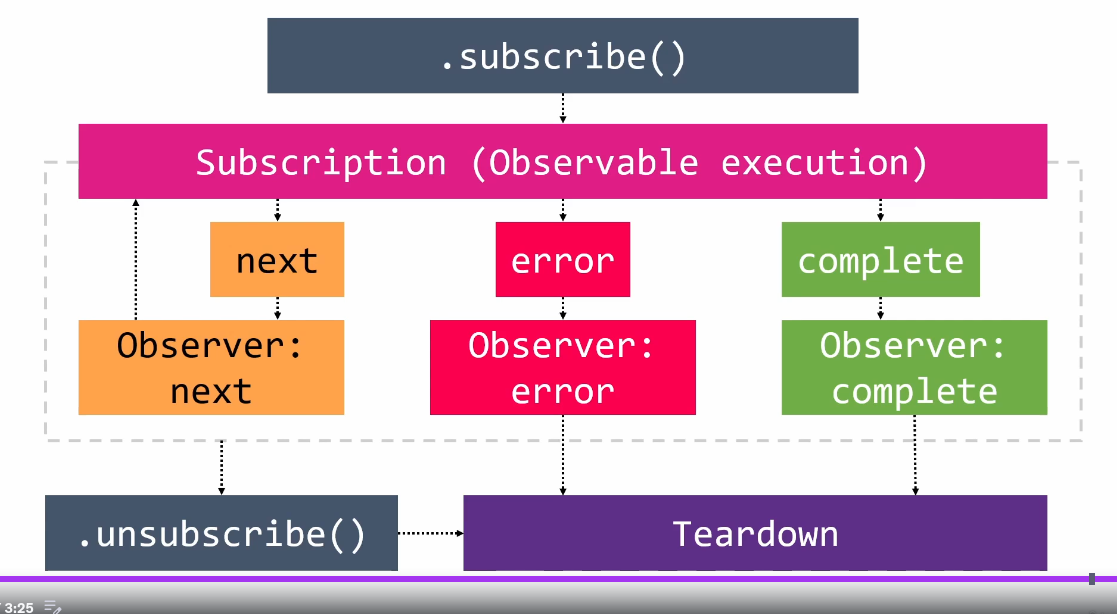 .subscribe()
Subscription (Observable execution)
next
error
complete
Observer:
next
Observer:
error
Observer:
complete
.unsubscribe()
Teardown
3:25